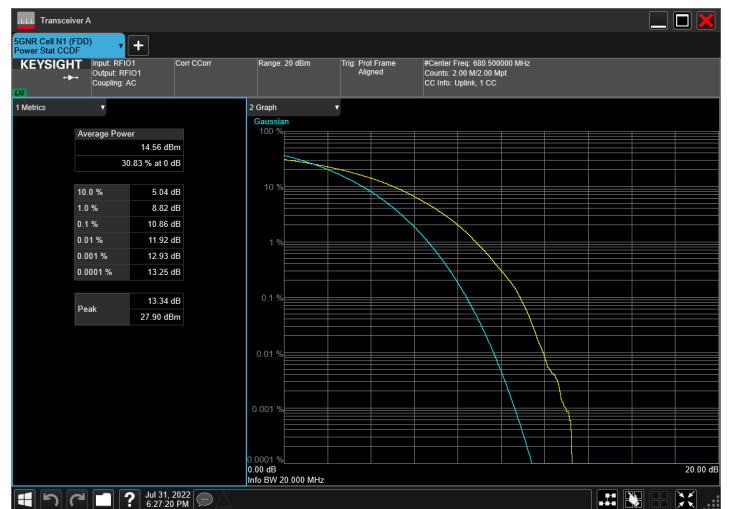 Transceiver A
5GNR Cell N1 (FDD)
Power Stat CCDF
KEYSIGHT
LXI
Input: RFIO1
Output: RFIO1
Coupling: AC
Corr CCorr
Range: 20 dBm
Trig: Prot Frame
Aligned
#Center Freq: 680.500000 MHz
Counts: 2.00 M/2.00 Mpt
CC Info: Uplink, 1 CC
1 Metrics
Average Power
14.56 dBm
30.83 % at 0 dB
10.0 % 5.04 dB
1.0 % 8.82 dB
0.1 % 10.86 dB
0.01 % 11.92 dB
0.001 % 12.93 dB
0.0001 % 13.25 dB
Peak
13.34 dB
27.90 dBm
2 Graph
Gaussian
100 %
10 %
1 %
0.1 %
0.01 %
0.001 %
0.0001 %
0.00 dB
20.00 dB
Info BW 20.000 MHz
?
Jul 31, 2022
6:27:20 PM